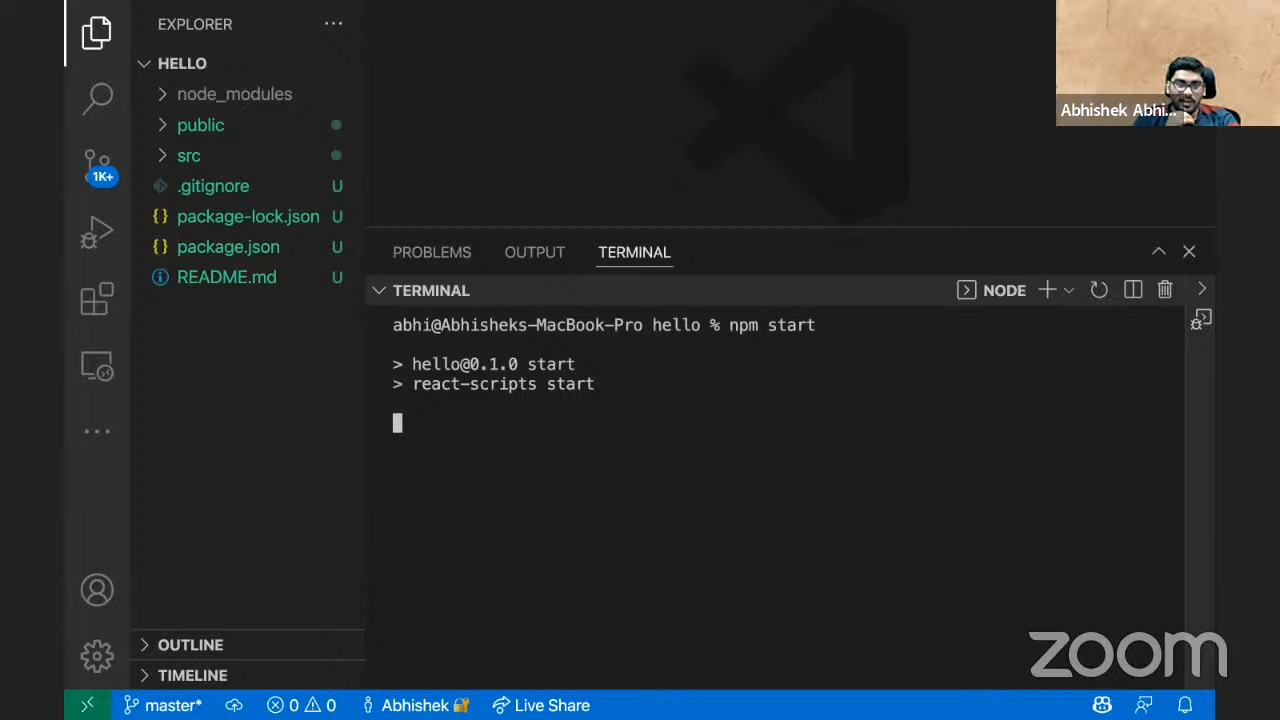 EXPLORER
HELLO
node_modules
public
src
.gitignore U
package-lock.json U
package.json U
README.md U
1K+
OUTLINE
TIMELINE
PROBLEMS OUTPUT TERMINAL
TERMINAL NODE
abhi@Abhisheks-MacBook-Pro hello % npm start
> hello@0.1.0 start
> react-scripts start
Abhishek Abhi...
zoom
master* 0 0 Abhishek Live Share